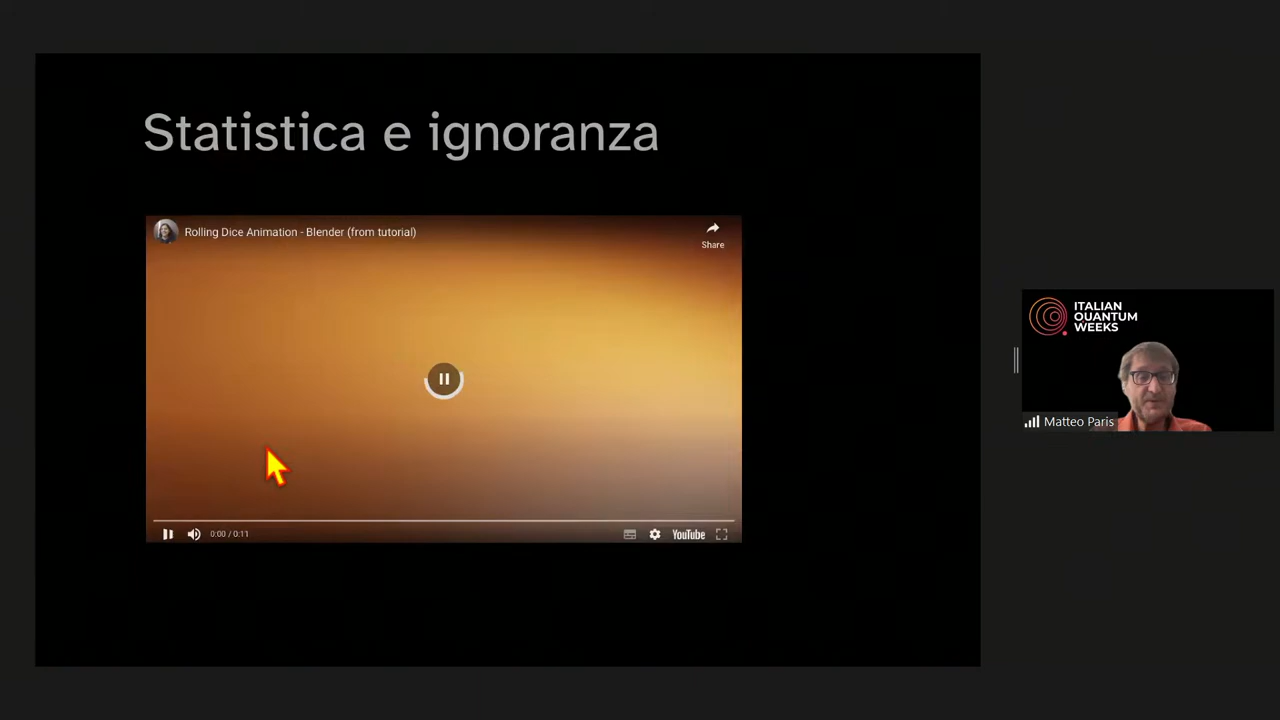 Statistica e ignoranza
Rolling Dice Animation - Blender (from tutorial)
Share
0:00 / 0:11
YouTube
ITALIAN
QUANTUM
WEEKS
Matteo Paris